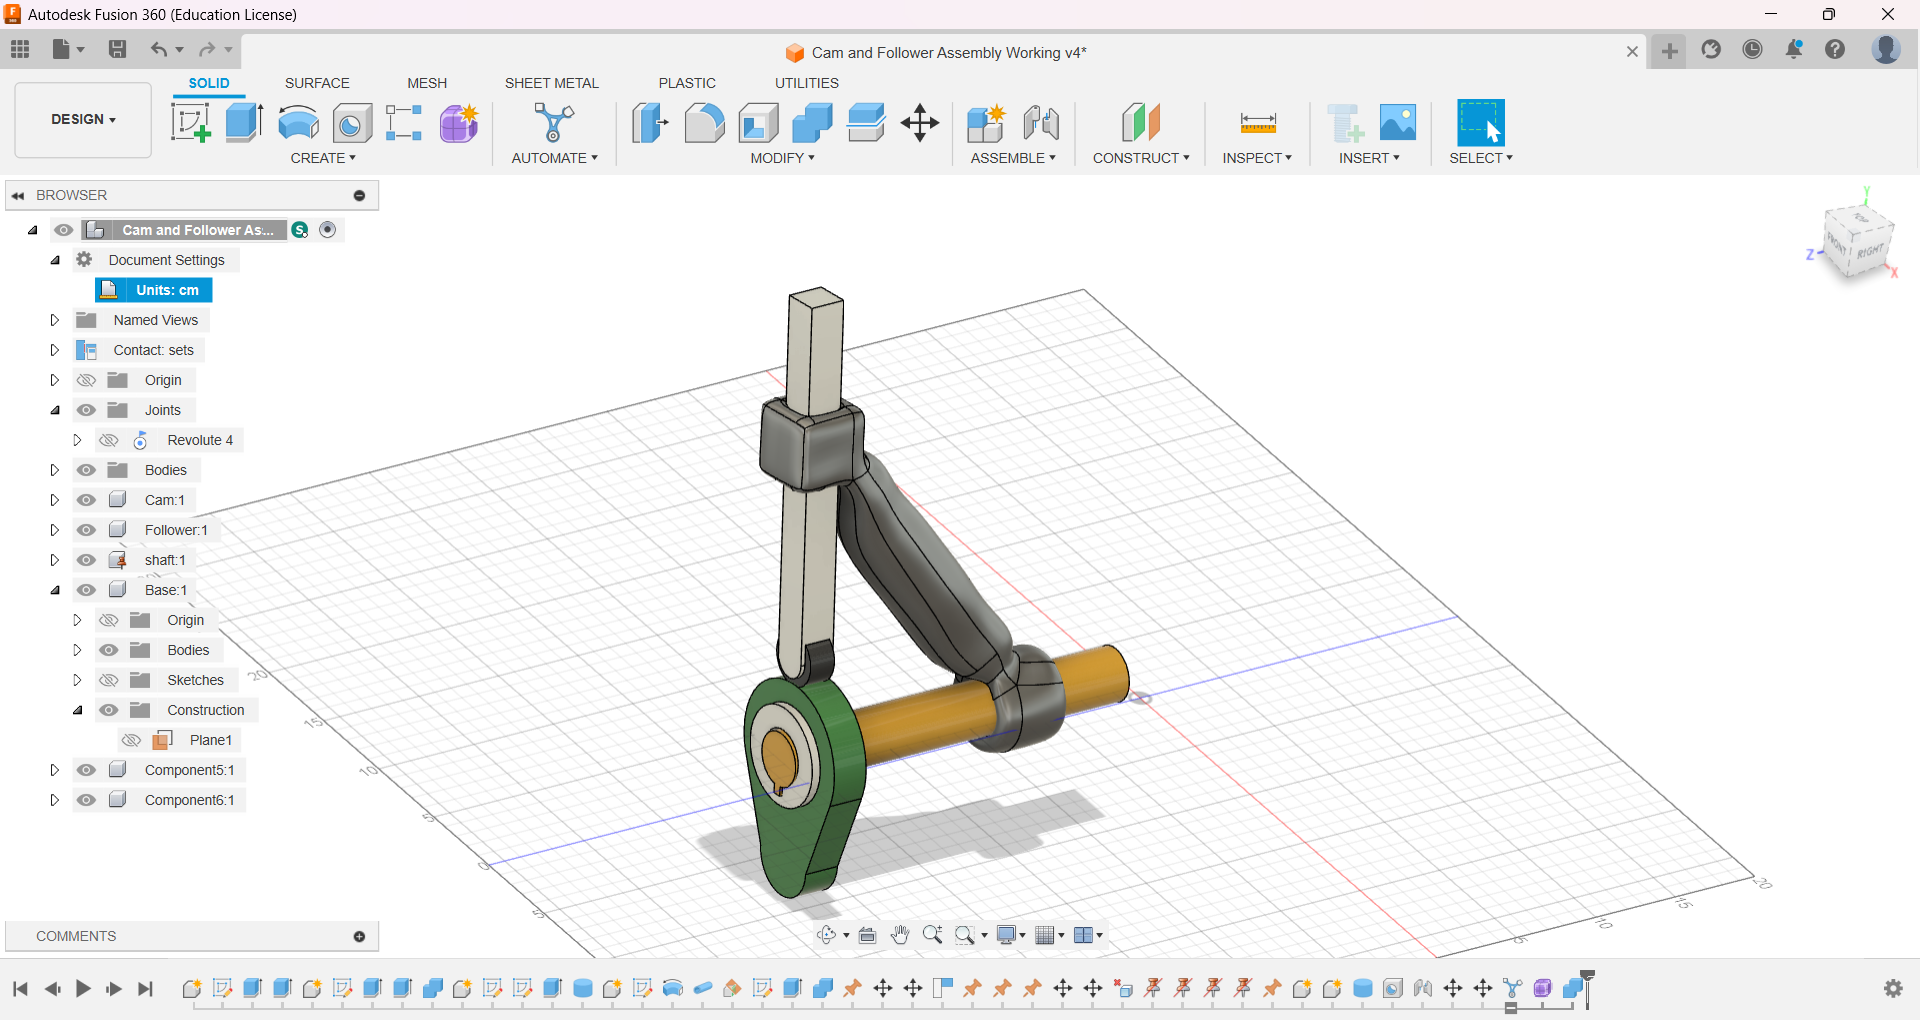 Autodesk Fusion 360 (Education License)
Cam and Follower Assembly Working v4*
SOLID SURFACE MESH SHEET METAL PLASTIC UTILITIES
DESIGN
CREATE AUTOMATE MODIFY ASSEMBLE CONSTRUCT INSPECT INSERT SELECT
BROWSER
Cam and Follower As... S
Document Settings
Units: cm
Named Views
Contact: sets
Origin
Joints
Revolute 4
Bodies
Cam:1
Follower:1
shaft:1
Base:1
Origin
Bodies
Sketches
Construction
Plane1
Component5:1
Component6:1
COMMENTS
Y
TOP
FRONT RIGHT
Z
X
20
15
10
5
0
5
5
10
15
20